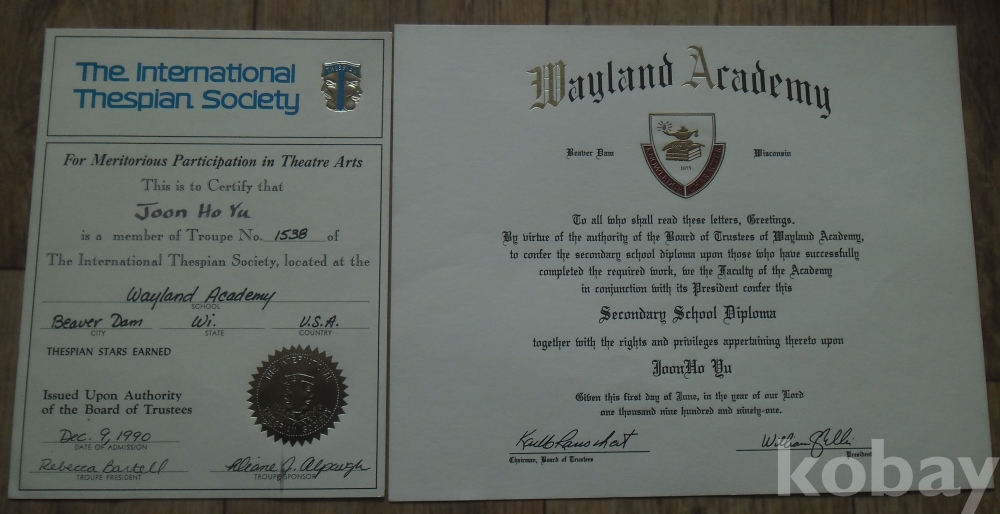 The International
Thespian Society
THESPIAN
For Meritorious Participation in Theatre Arts
This is to Certify that
Joon Ho Yu
is a member of Troupe No. 1538 of
The International Thespian Society, located at the
Wayland Academy
SCHOOL
Beaver Dam Wi. U.S.A.
CITY STATE COUNTRY
THESPIAN STARS EARNED
Issued Upon Authority
of the Board of Trustees
Dec. 9, 1990
DATE OF ADMISSION
Rebecca Bartell Diane J. Alpaugh
TROUPE PRESIDENT TROUPE SPONSOR
Wayland Academy
Beaver Dam Wisconsin
KNOWLEDGE CHARACTER
1855
To all who shall read these letters, Greetings.
By virtue of the authority of the Board of Trustees of Wayland Academy,
to confer the secondary school diploma upon those who have successfully
completed the required work, we the Faculty of the Academy
in conjunction with its President confer this
Secondary School Diploma
together with the rights and privileges appertaining thereto upon
JoonHo Yu
Given this first day of June, in the year of our Lord
one thousand nine hundred and ninety-one.
Chairman, Board of Trustees President
kobay